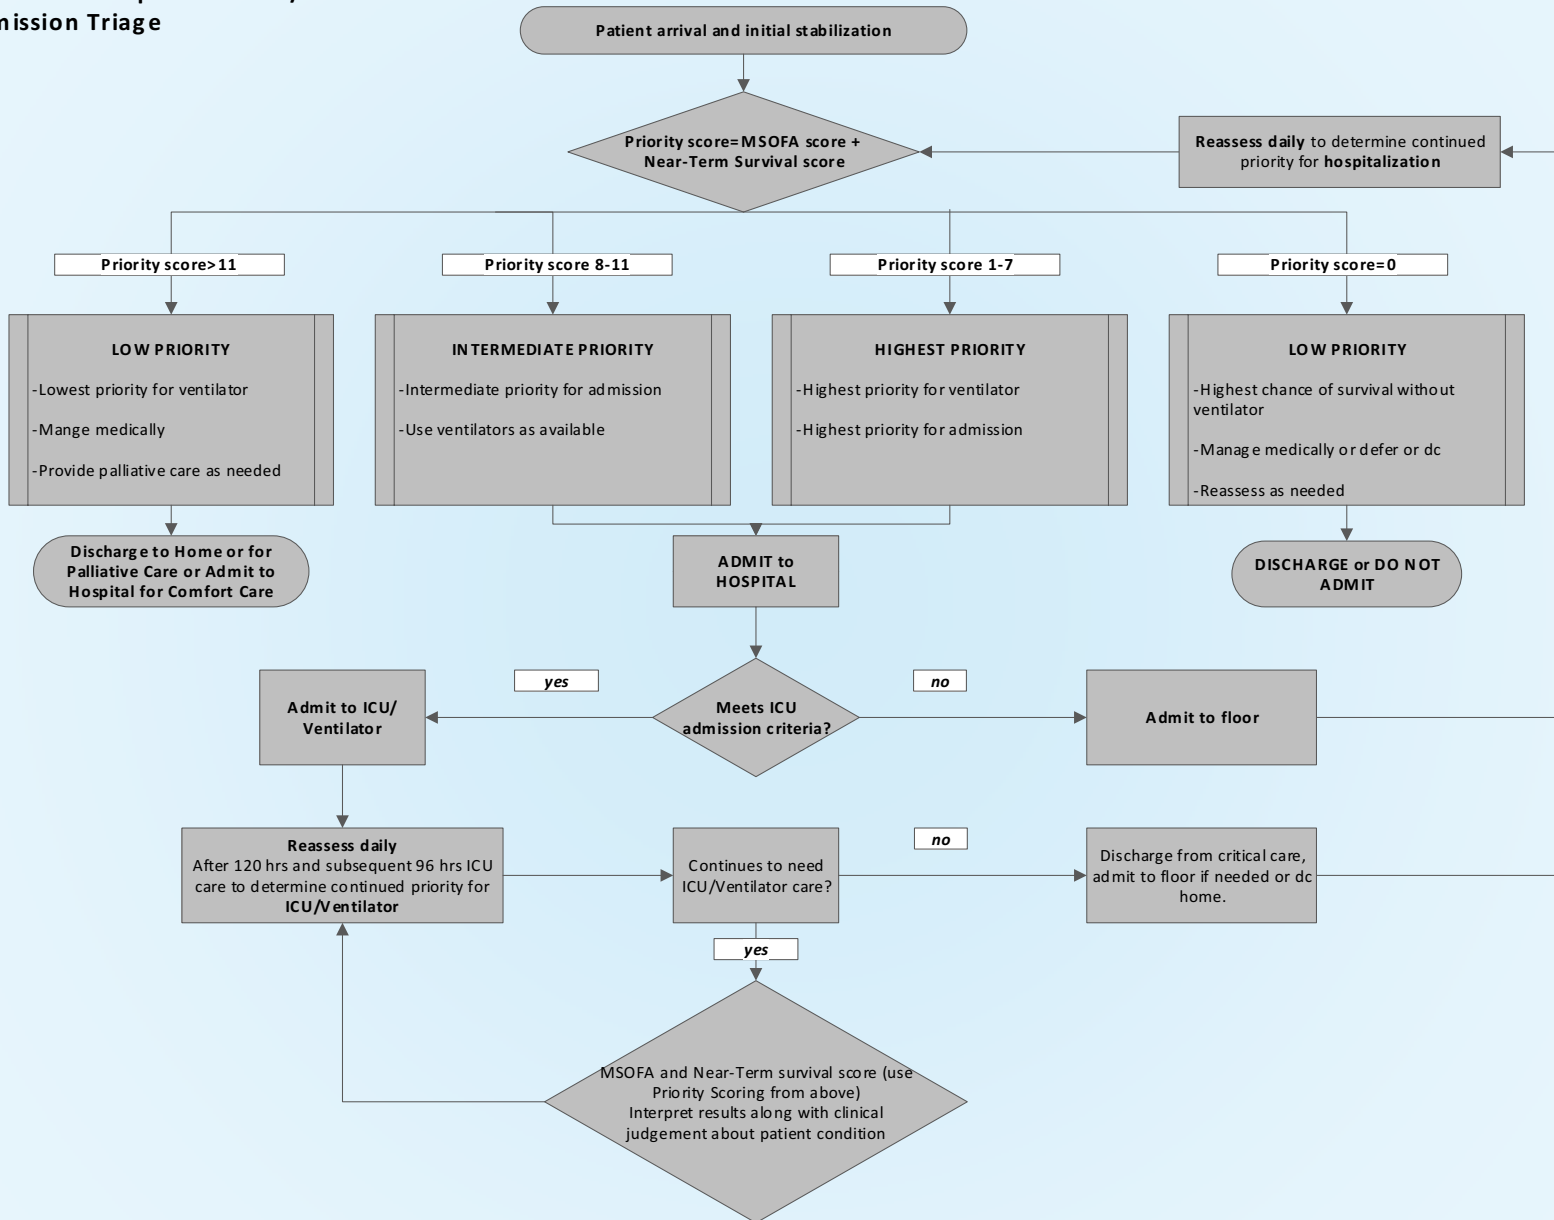 mission Triage
Patient arrival and initial stabilization
Priority score=MSOFA score +
Near-Term Survival score
Reassess daily to determine continued
priority for hospitalization
Priority score>11
Priority score 8-11
Priority score 1-7
Priority score=0
LOW PRIORITY
-Lowest priority for ventilator
-Mange medically
-Provide palliative care as needed
INTERMEDIATE PRIORITY
-Intermediate priority for admission
-Use ventilators as available
HIGHEST PRIORITY
-Highest priority for ventilator
-Highest priority for admission
LOW PRIORITY
-Highest chance of survival without
ventilator
-Manage medically or defer or dc
-Reassess as needed
Discharge to Home or for
Palliative Care or Admit to
Hospital for Comfort Care
ADMIT to
HOSPITAL
DISCHARGE or DO NOT
ADMIT
yes
no
Admit to ICU/
Ventilator
Meets ICU
admission criteria?
Admit to floor
Reassess daily
After 120 hrs and subsequent 96 hrs ICU
care to determine continued priority for
ICU/Ventilator
Continues to need
ICU/Ventilator care?
no
Discharge from critical care,
admit to floor if needed or dc
home.
yes
MSOFA and Near-Term survival score (use
Priority Scoring from above)
Interpret results along with clinical
judgement about patient condition